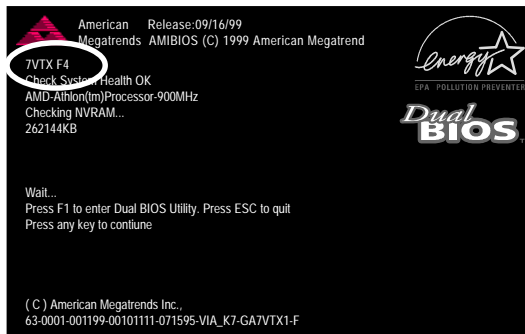 American Release:09/16/99
Megatrends AMIBIOS (C) 1999 American Megatrend
7VTX F4
Check System Health OK
AMD-Athlon(tm)Processor-900MHz
Checking NVRAM...
262144KB
energy
EPA POLLUTION PREVENTER
Dual
BIOS
Wait...
Press F1 to enter Dual BIOS Utility. Press ESC to quit
Press any key to contiune
( C ) American Megatrends Inc.,
63-0001-001199-00101111-071595-VIA_K7-GA7VTX1-F